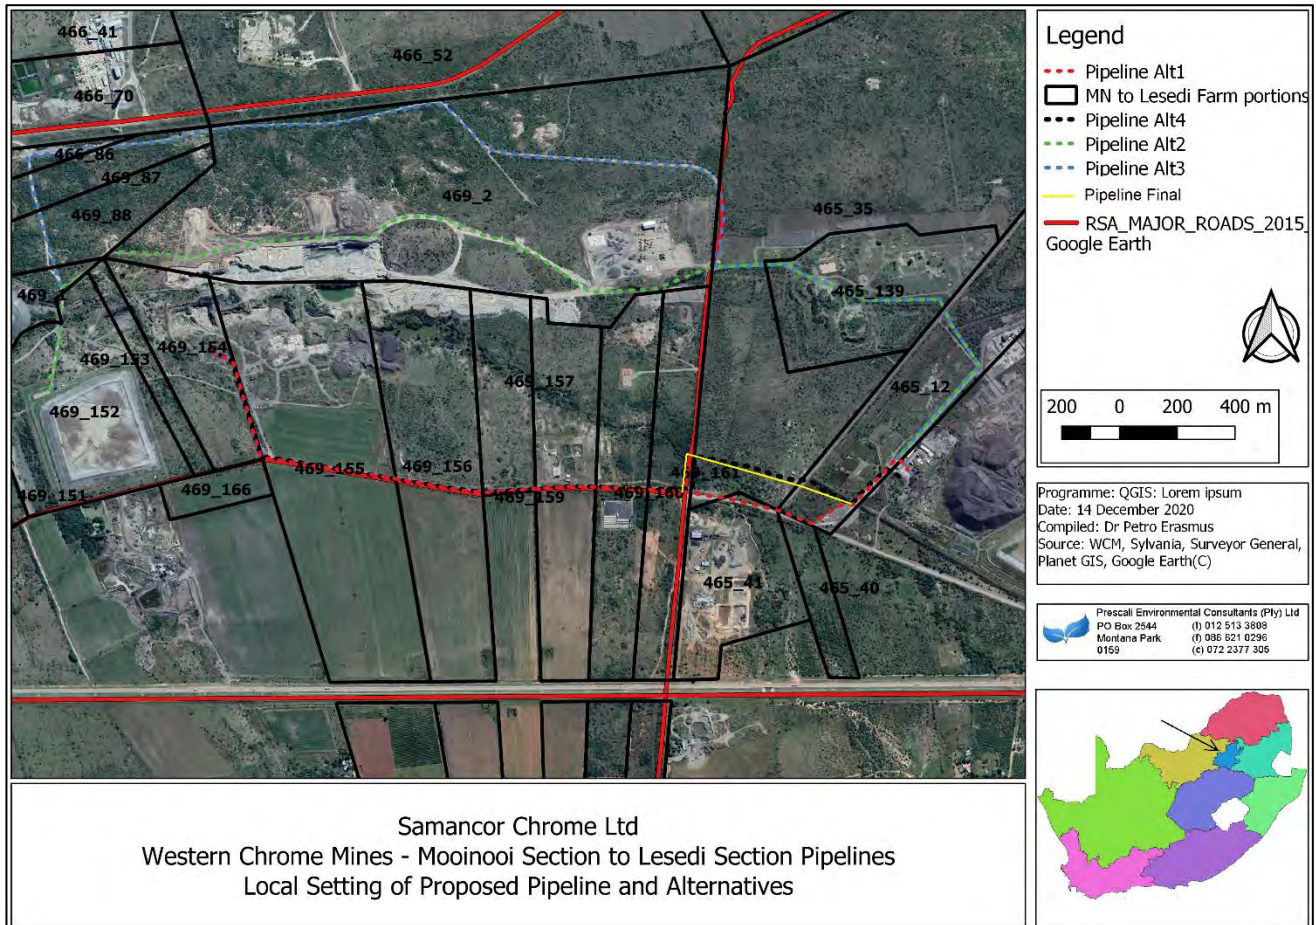 466_41
466_52
466_70
466_86
469_87
469_88
469_2
465_35
469_1
465_139
469_153
469_154
469_157
465_12
469_152
469_155
469_156
469_159
469_160
469_161
469_151
469_166
465_41
465_40
Legend
Pipeline Alt1
MN to Lesedi Farm portions
Pipeline Alt4
Pipeline Alt2
Pipeline Alt3
Pipeline Final
RSA_MAJOR_ROADS_2015_
Google Earth
200 0 200 400 m
Programme: QGIS: Lorem ipsum
Date: 14 December 2020
Compiled: Dr Petro Erasmus
Source: WCM, Sylvania, Surveyor General,
Planet GIS, Google Earth(C)
Prescali Environmental Consultants (Pty) Ltd
PO Box 2544 (t) 012 513 3808
Montana Park (f) 086 621 0296
0159 (c) 072 2377 305
Samancor Chrome Ltd
Western Chrome Mines - Mooinooi Section to Lesedi Section Pipelines
Local Setting of Proposed Pipeline and Alternatives